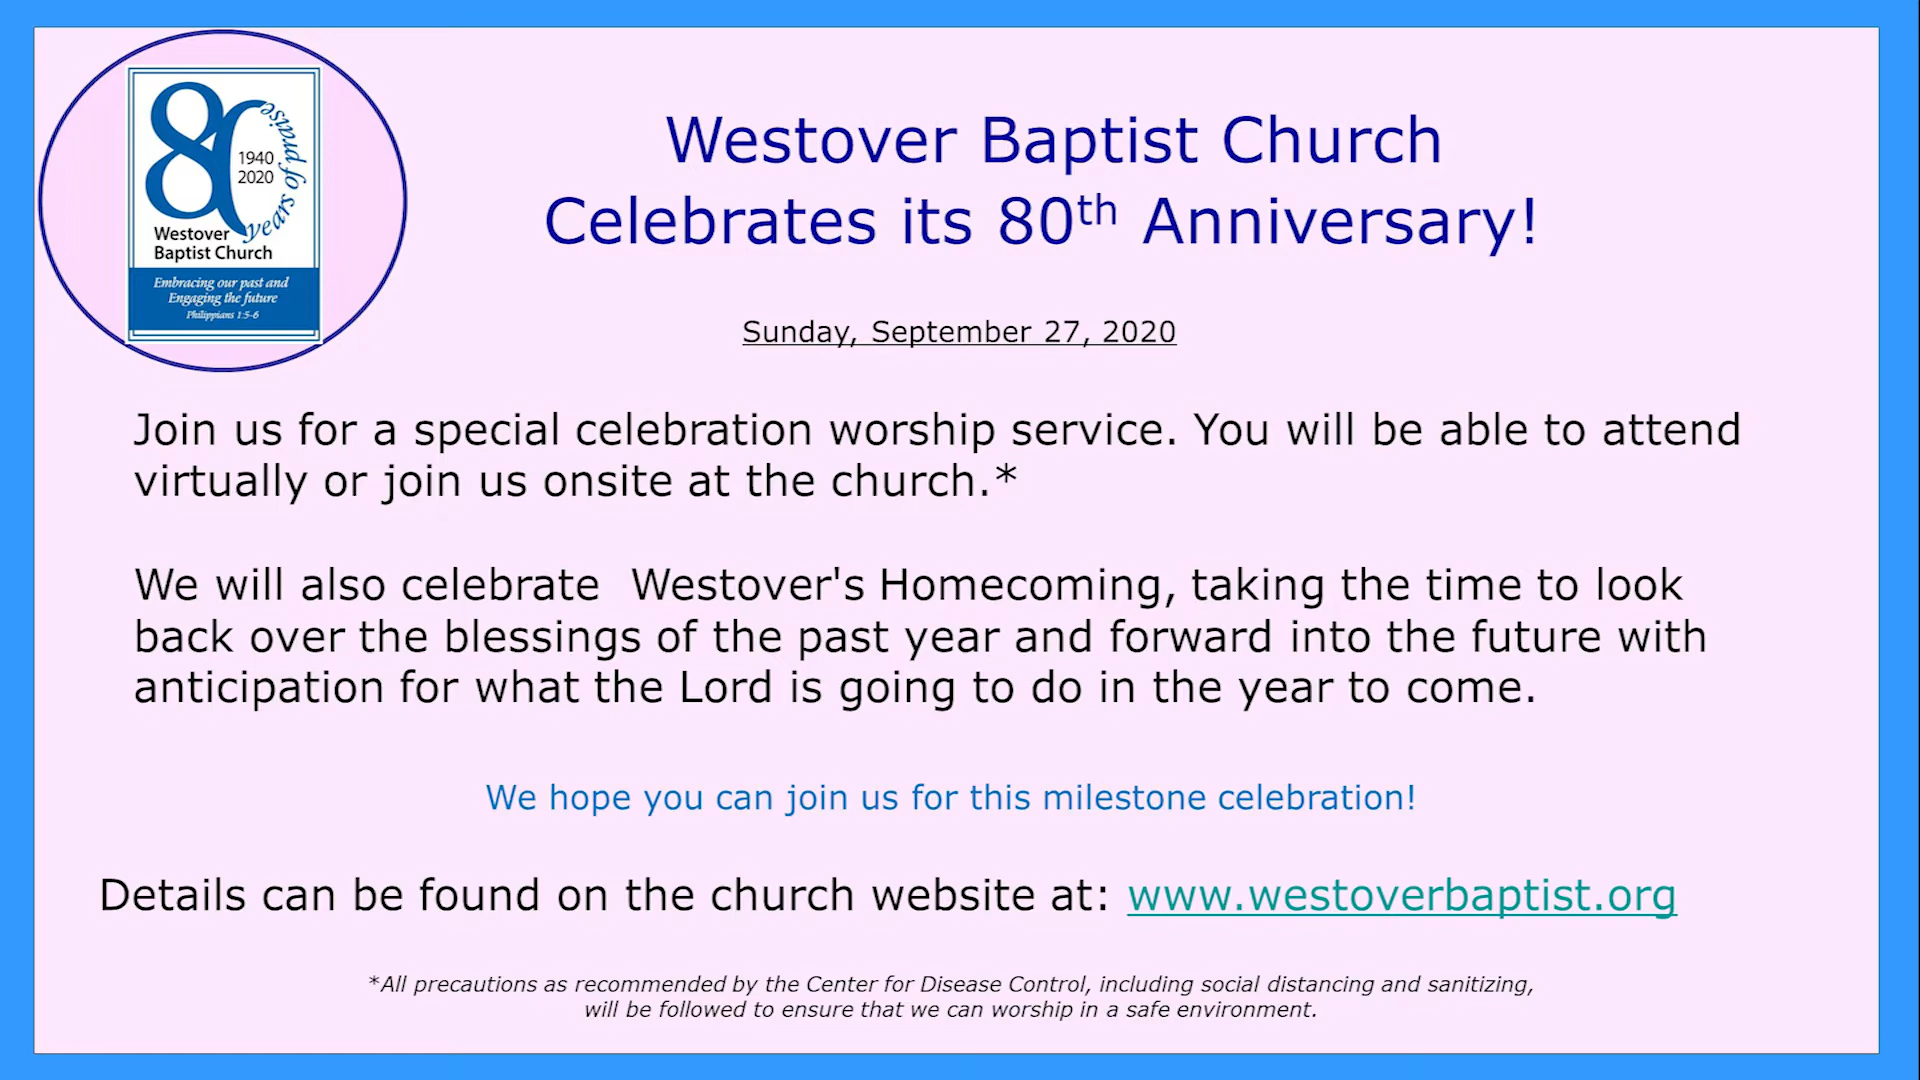 80
1940
2020
years of praise
Westover
Baptist Church
Embracing our past and
Engaging the future
Philippians 1:5-6
Westover Baptist Church
Celebrates its 80th Anniversary!
Sunday, September 27, 2020
Join us for a special celebration worship service. You will be able to attend
virtually or join us onsite at the church.*
We will also celebrate  Westover's Homecoming, taking the time to look
back over the blessings of the past year and forward into the future with
anticipation for what the Lord is going to do in the year to come.
We hope you can join us for this milestone celebration!
Details can be found on the church website at: www.westoverbaptist.org
*All precautions as recommended by the Center for Disease Control, including social distancing and sanitizing,
will be followed to ensure that we can worship in a safe environment.